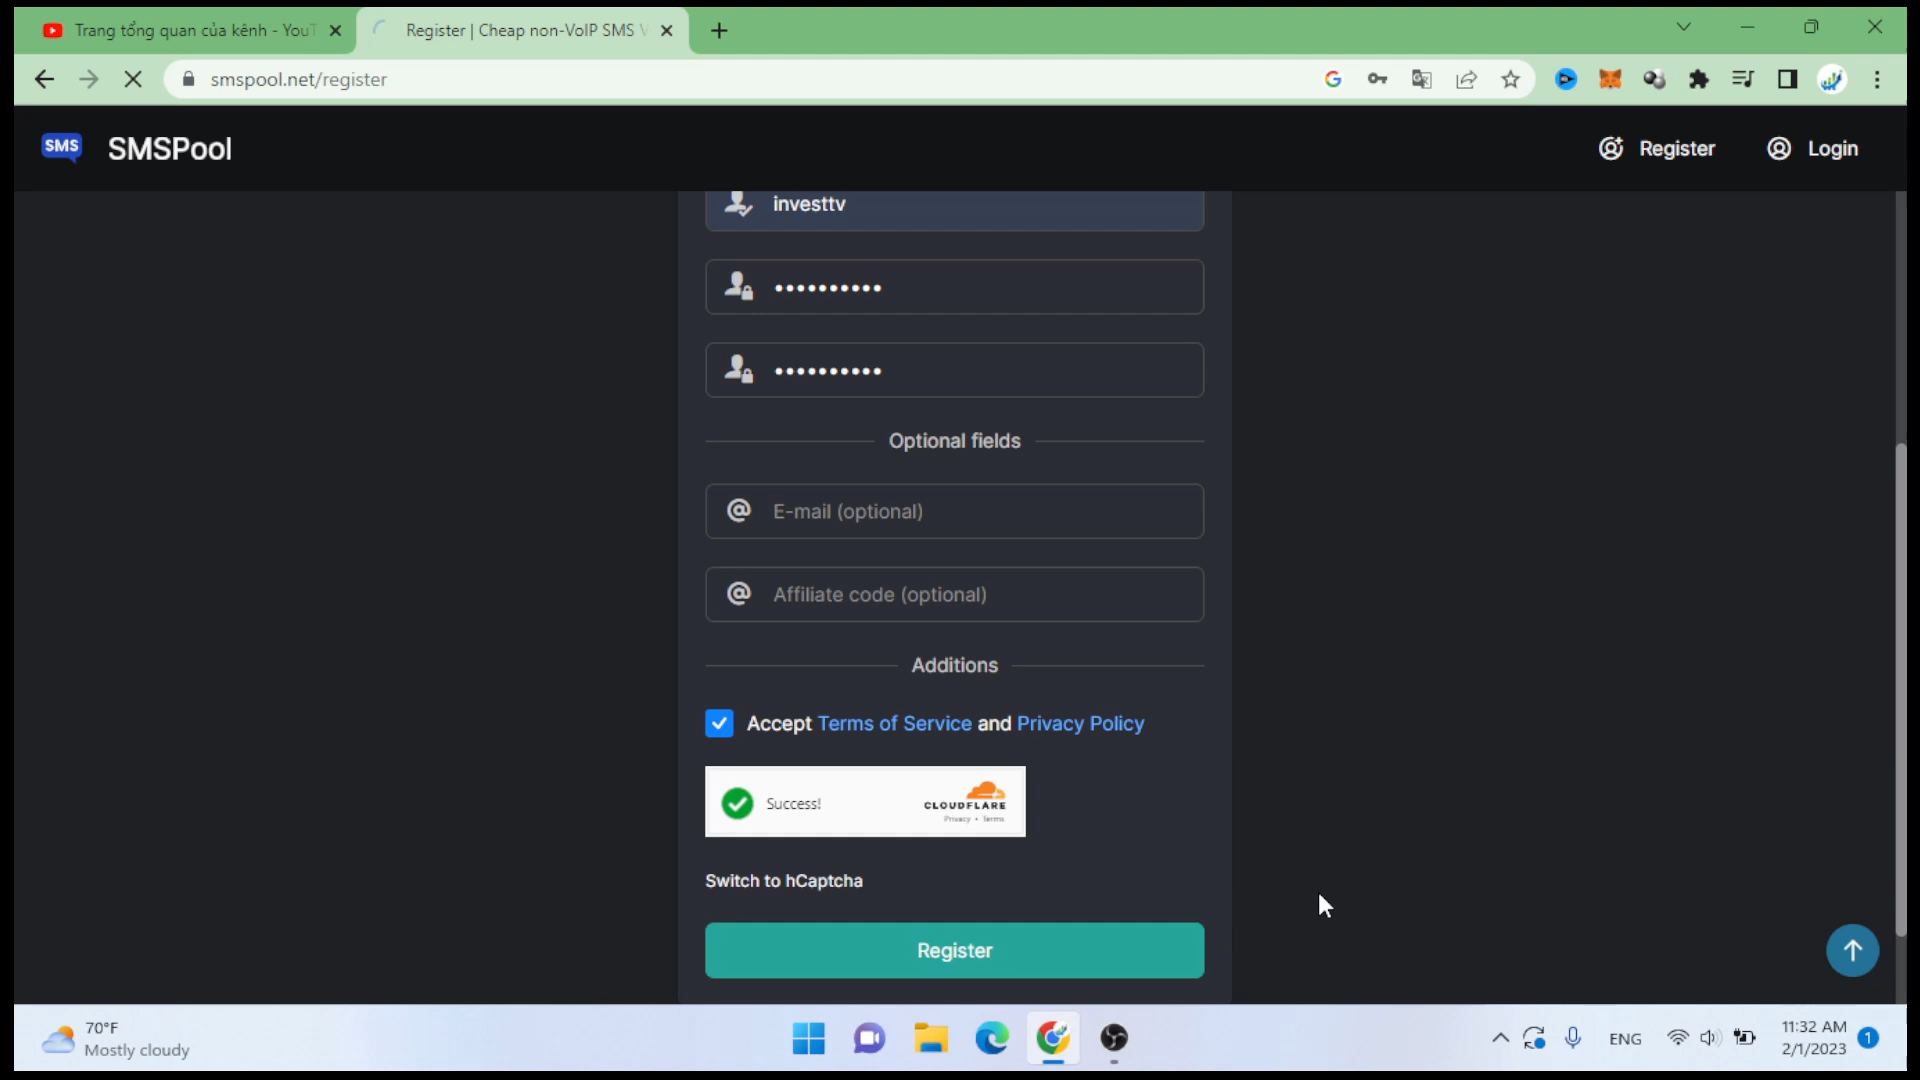 Trang tổng quan của kênh - YouT
Register | Cheap non-VoIP SMS V
smspool.net/register
SMS
SMSPool
Register
Login
investtv
••••••••••
••••••••••
Optional fields
@ E-mail (optional)
@ Affiliate code (optional)
Additions
Accept Terms of Service and Privacy Policy
Success!
CLOUDFLARE
Privacy • Terms
Switch to hCaptcha
Register
70°F
Mostly cloudy
ENG
11:32 AM
2/1/2023
1